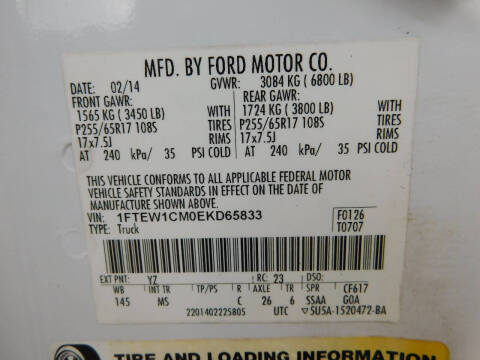 MFD. BY FORD MOTOR CO.
DATE: 02/14 GVWR: 3084 KG ( 6800 LB)
FRONT GAWR: REAR GAWR:
1565 KG ( 3450 LB) WITH 1724 KG ( 3800 LB) WITH
P255/65R17 108S TIRES P255/65R17 108S TIRES
17x7.5J RIMS 17x7.5J RIMS
AT 240 kPa/ 35 PSI COLD AT 240 kPa/ 35 PSI COLD
THIS VEHICLE CONFORMS TO ALL APPLICABLE FEDERAL MOTOR
VEHICLE SAFETY STANDARDS IN EFFECT ON THE DATE OF
MANUFACTURE SHOWN ABOVE.
VIN: 1FTEW1CM0EKD65833 F0126
TYPE: Truck T0707
EXT PNT: YZ RC: 23 DSO:
WB INT TR TP/PS R AXLE TR SPR CF617
145 MS C 26 6 SSAA GOA
2201402225805 UTC ▽5U5A-1520472-BA
TIRE AND LOADING INFORMATION